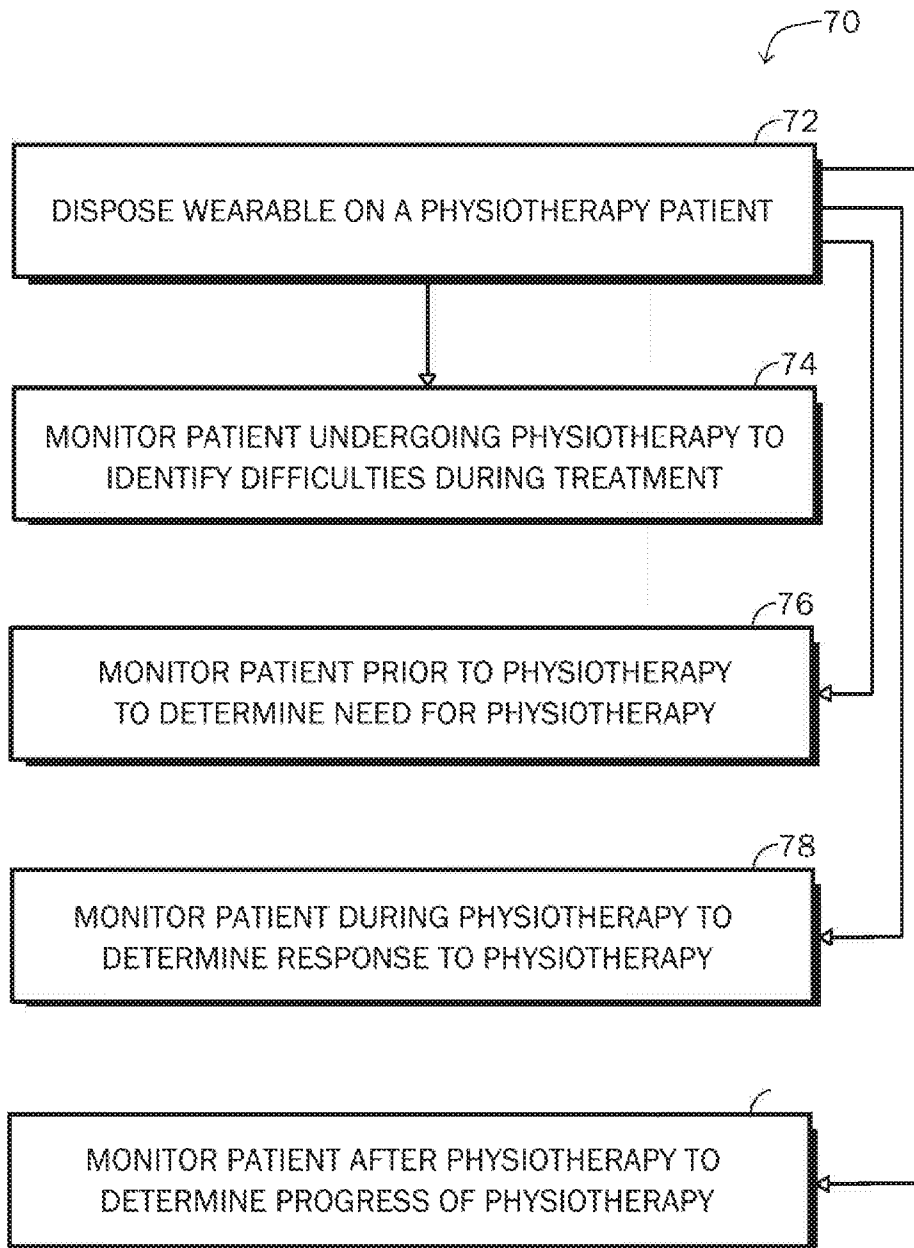 70
72
DISPOSE WEARABLE ON A PHYSIOTHERAPY PATIENT
74
MONITOR PATIENT UNDERGOING PHYSIOTHERAPY TO
IDENTIFY DIFFICULTIES DURING TREATMENT
76
MONITOR PATIENT PRIOR TO PHYSIOTHERAPY
TO DETERMINE NEED FOR PHYSIOTHERAPY
78
MONITOR PATIENT DURING PHYSIOTHERAPY TO
DETERMINE RESPONSE TO PHYSIOTHERAPY
MONITOR PATIENT AFTER PHYSIOTHERAPY TO
DETERMINE PROGRESS OF PHYSIOTHERAPY